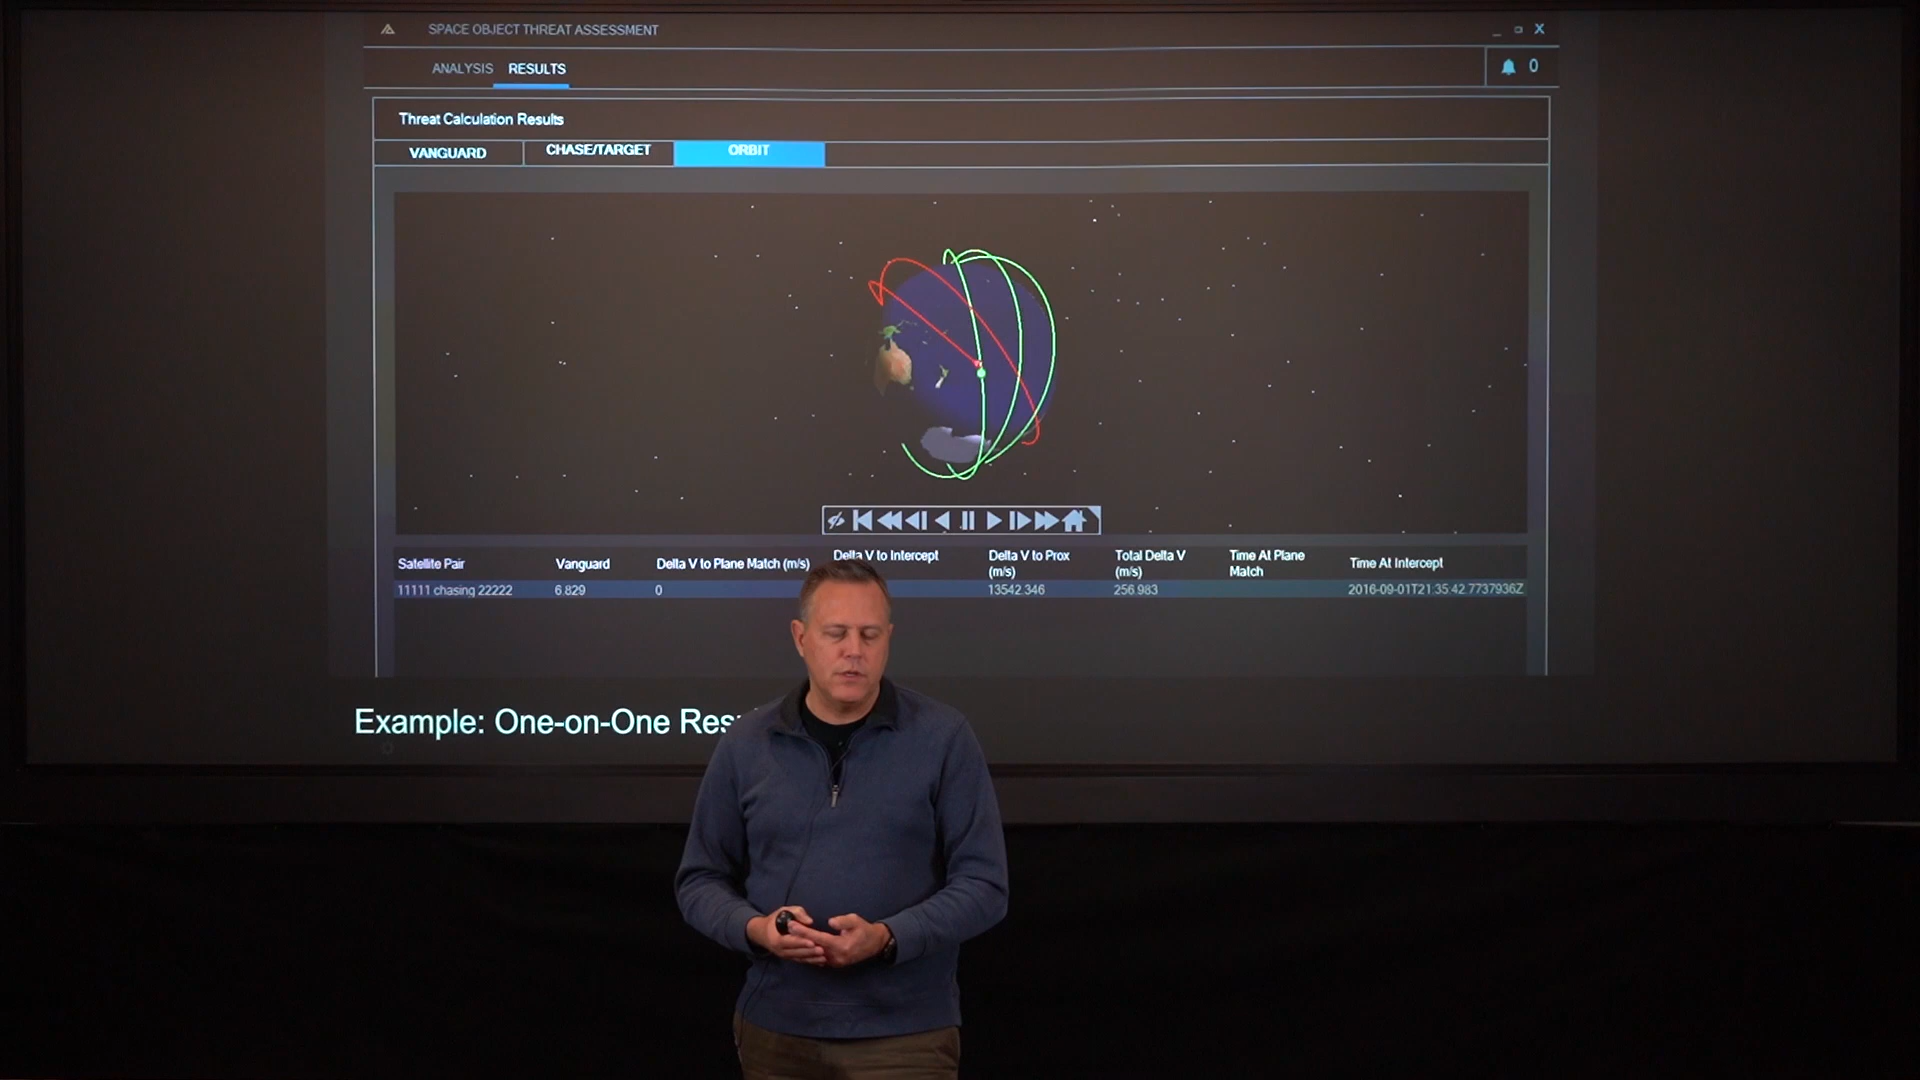 SPACE OBJECT THREAT ASSESSMENT
ANALYSIS RESULTS
0
Threat Calculation Results
VANGUARD CHASE/TARGET ORBIT
Satellite Pair Vanguard Delta V to Plane Match (m/s) Delta V to Intercept Delta V to Prox (m/s) Total Delta V (m/s) Time At Plane Match Time At Intercept
11111 chasing 22222 6.829 0 13542.346 256.983 2016-09-01T21:35:42.7737936Z
Example: One-on-One